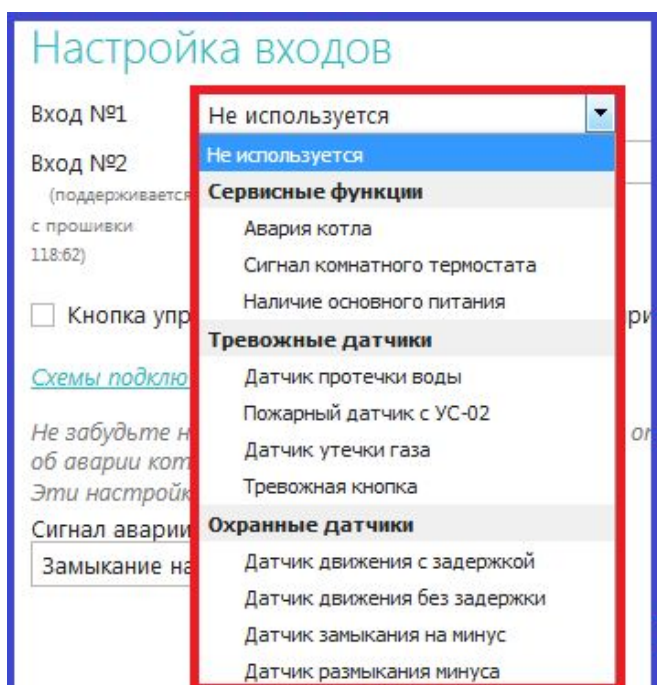 Настройка входов
Вход №1
Не используется
Вход №2
(поддерживается
с прошивки
118:62)
Не используется
Сервисные функции
Авария котла
Сигнал комнатного термостата
Наличие основного питания
Тревожные датчики
Датчик протечки воды
Пожарный датчик с УС-02
Датчик утечки газа
Тревожная кнопка
Охранные датчики
Датчик движения с задержкой
Датчик движения без задержки
Датчик замыкания на минус
Датчик размыкания минуса
Кнопка упр
ри
Схемы подклю
Не забудьте н
оп
об аварии кот
Эти настройк
Сигнал аварии
Замыкание на